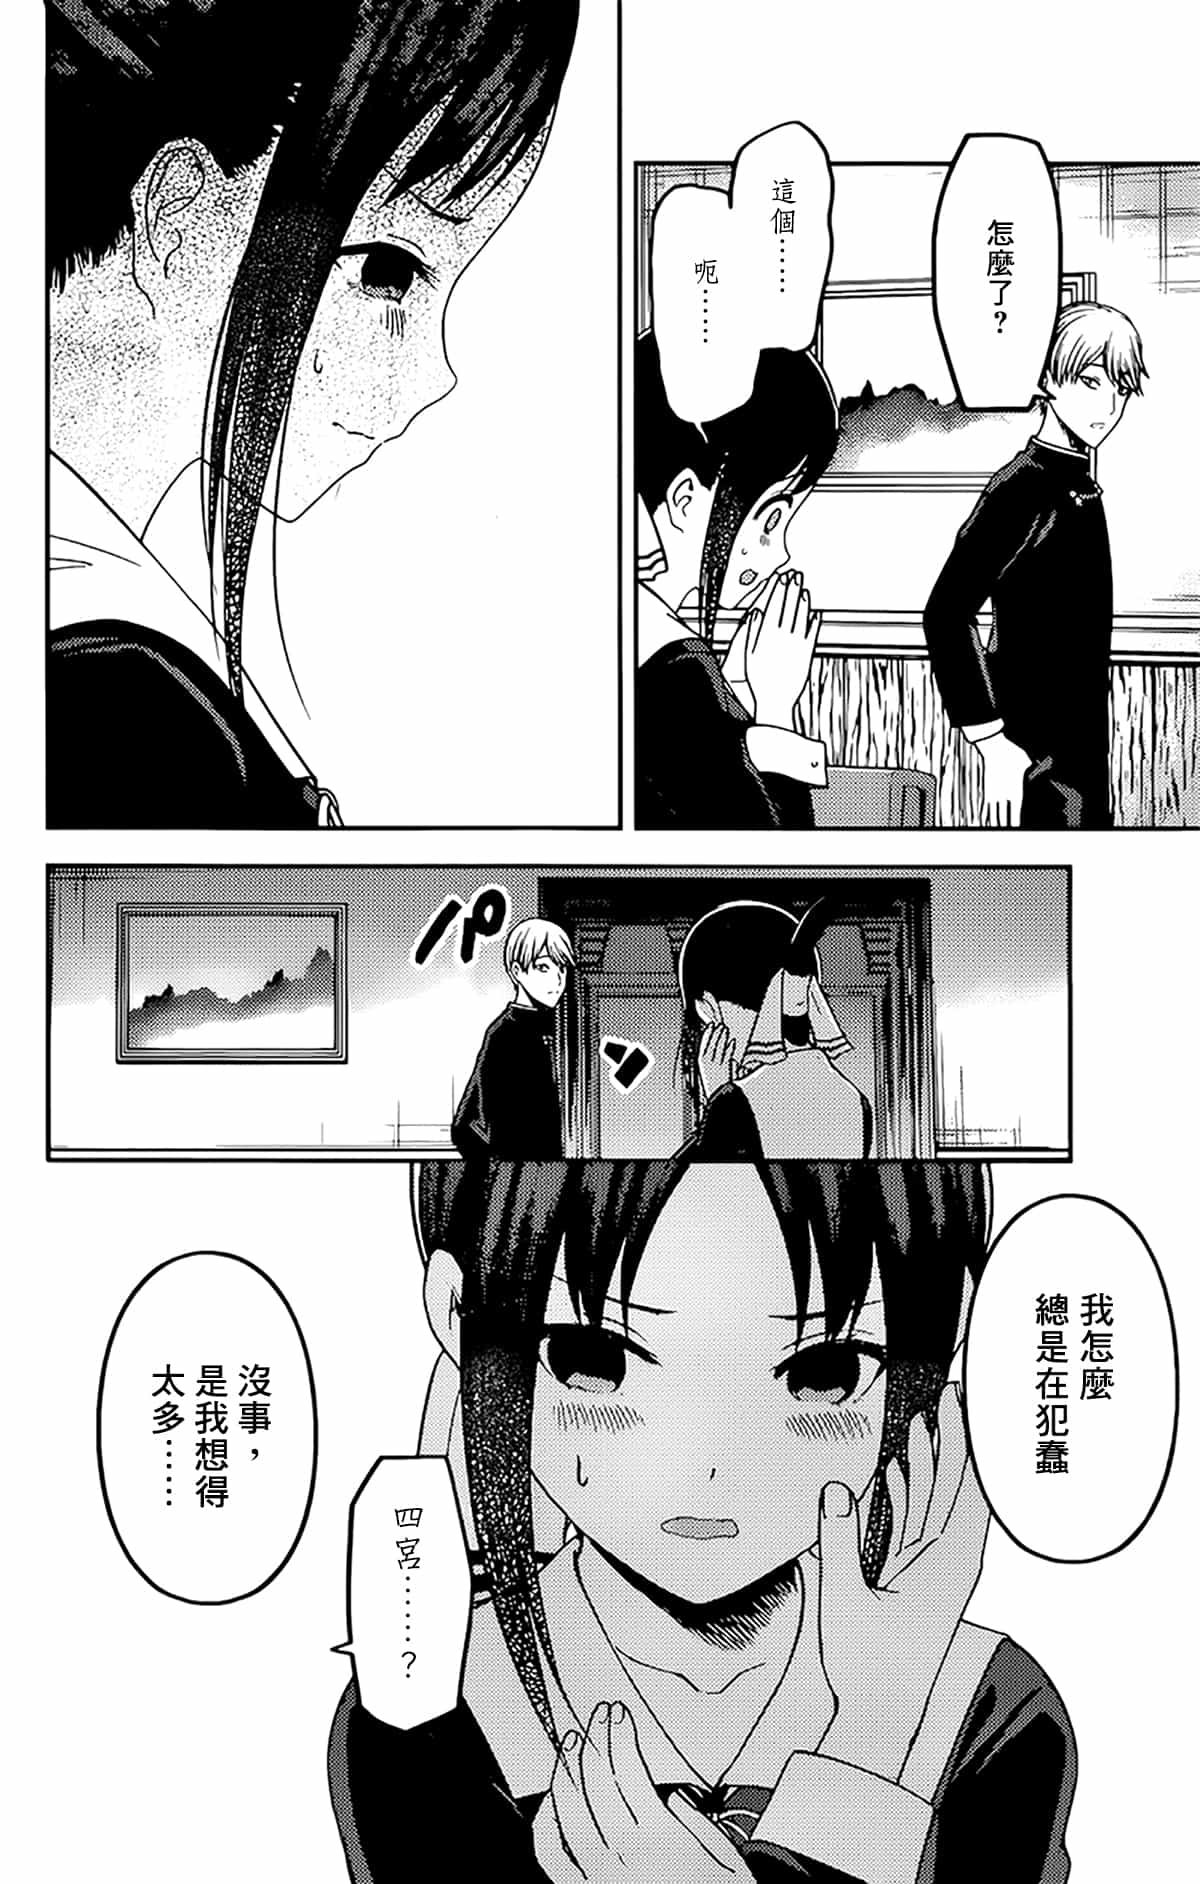 怎麼了?
這個……
呃……
パン
我怎麼
總是在犯蠢
四宮……?
沒事，
是我想得
太多……